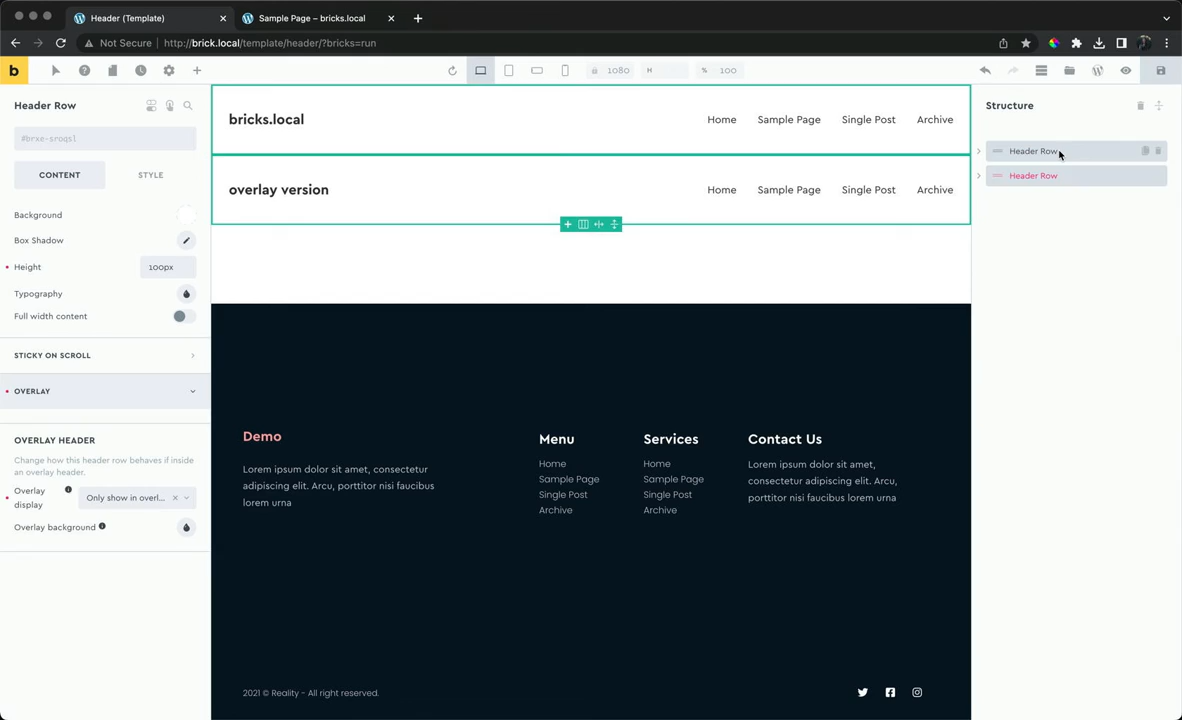 Header (Template)
Sample Page – bricks.local
Not Secure
http://brick.local/template/header/?bricks=run
b
1080
H
% 100
Header Row
#brxe-sroqsl
CONTENT
STYLE
Background
Box Shadow
Height
100px
Typography
Full width content
STICKY ON SCROLL
OVERLAY
OVERLAY HEADER
Change how this header row behaves if inside
an overlay header.
Overlay
display
Only show in overl...
Overlay background
bricks.local
Home
Sample Page
Single Post
Archive
overlay version
Home
Sample Page
Single Post
Archive
Demo
Lorem ipsum dolor sit amet, consectetur
adipiscing elit. Arcu, porttitor nisi faucibus
lorem urna
Menu
Home
Sample Page
Single Post
Archive
Services
Home
Sample Page
Single Post
Archive
Contact Us
Lorem ipsum dolor sit amet,
consectetur adipiscing elit. Arcu,
porttitor nisi faucibus lorem urna
2021 © Reality - All right reserved.
Structure
Header Row
Header Row